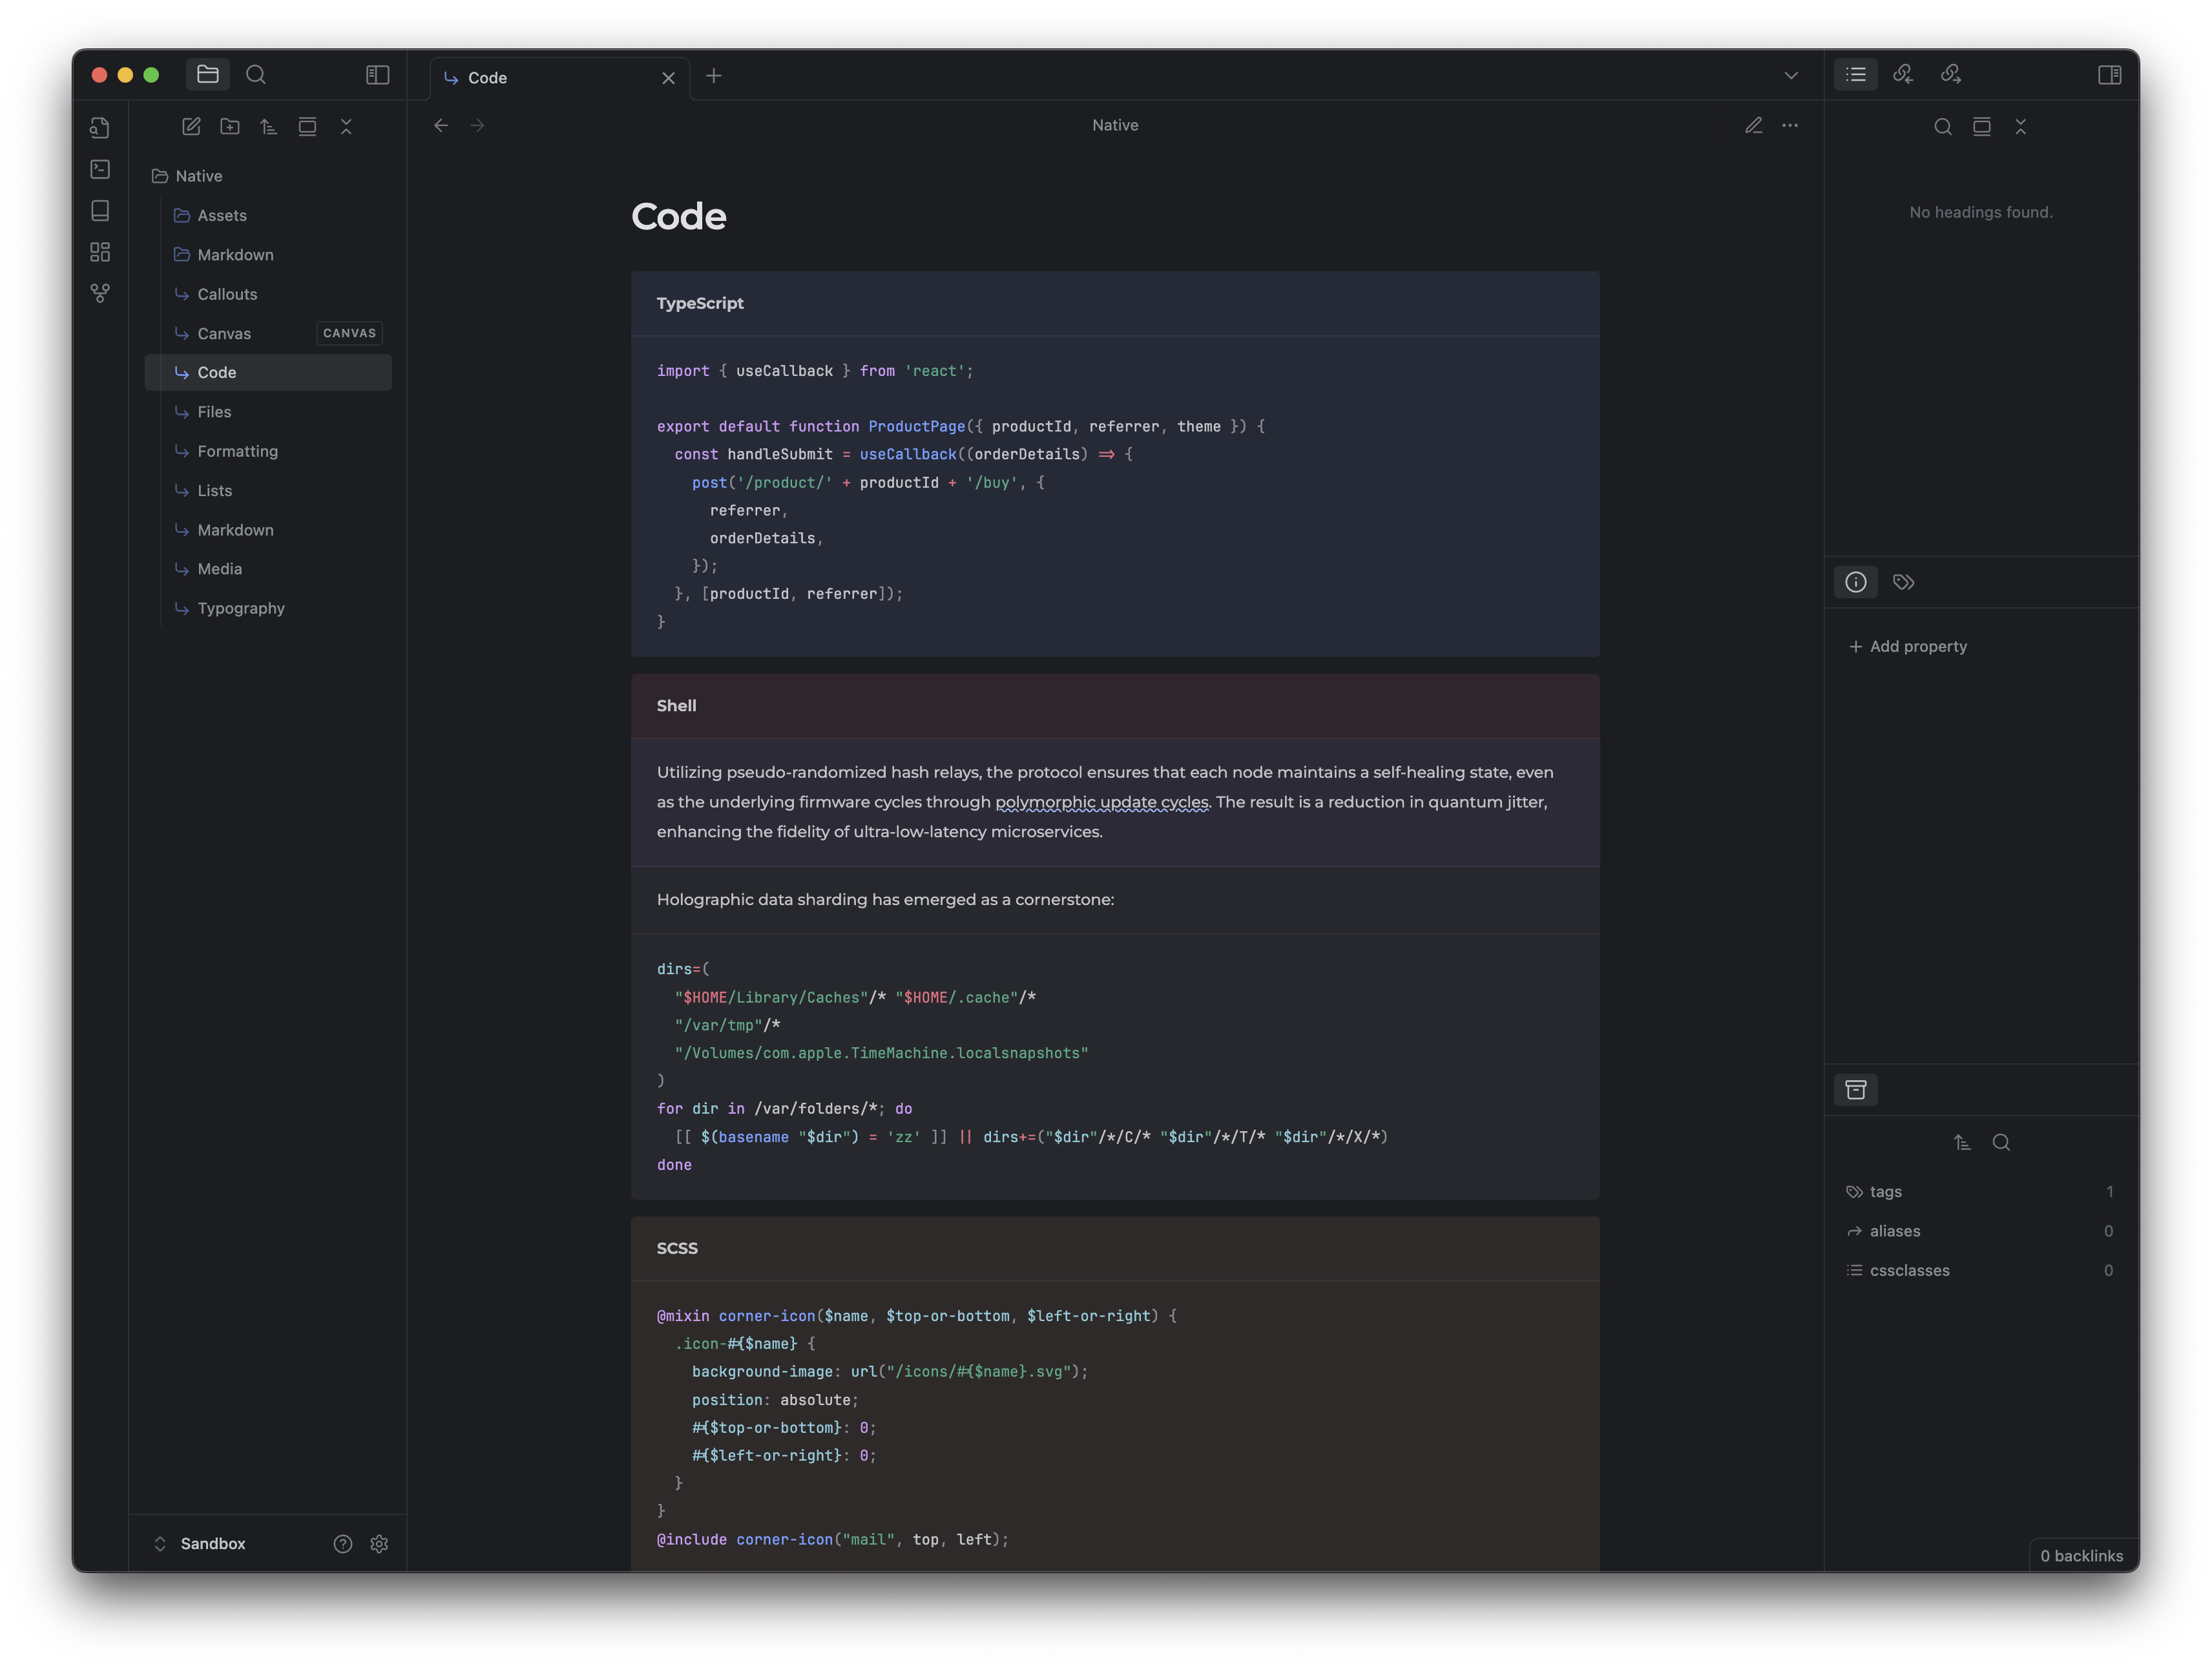 Code
Native
Native
Assets
Markdown
Callouts
Canvas CANVAS
Code
Files
Formatting
Lists
Markdown
Media
Typography
Sandbox
Code
TypeScript
import { useCallback } from 'react';
export default function ProductPage({ productId, referrer, theme }) {
  const handleSubmit = useCallback((orderDetails) => {
    post('/product/' + productId + '/buy', {
      referrer,
      orderDetails,
    });
  }, [productId, referrer]);
}
Shell
Utilizing pseudo-randomized hash relays, the protocol ensures that each node maintains a self-healing state, even
as the underlying firmware cycles through polymorphic update cycles. The result is a reduction in quantum jitter,
enhancing the fidelity of ultra-low-latency microservices.
Holographic data sharding has emerged as a cornerstone:
dirs=(
  "$HOME/Library/Caches"/* "$HOME/.cache"/*
  "/var/tmp"/*
  "/Volumes/com.apple.TimeMachine.localsnapshots"
)
for dir in /var/folders/*; do
  [[ $(basename "$dir") = 'zz' ]] || dirs+=("$dir"/*/C/* "$dir"/*/T/* "$dir"/*/X/*)
done
SCSS
@mixin corner-icon($name, $top-or-bottom, $left-or-right) {
  .icon-#{$name} {
    background-image: url("/icons/#{$name}.svg");
    position: absolute;
    #{$top-or-bottom}: 0;
    #{$left-or-right}: 0;
  }
}
@include corner-icon("mail", top, left);
No headings found.
Add property
tags 1
aliases 0
cssclasses 0
0 backlinks